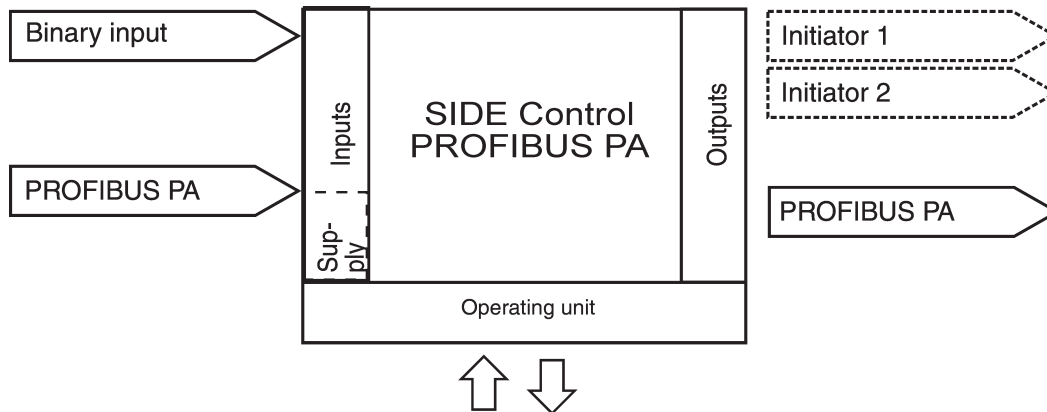 Binary input
PROFIBUS PA
Inputs
Sup-
ply
SIDE Control
PROFIBUS PA
Outputs
Operating unit
Initiator 1
Initiator 2
PROFIBUS PA